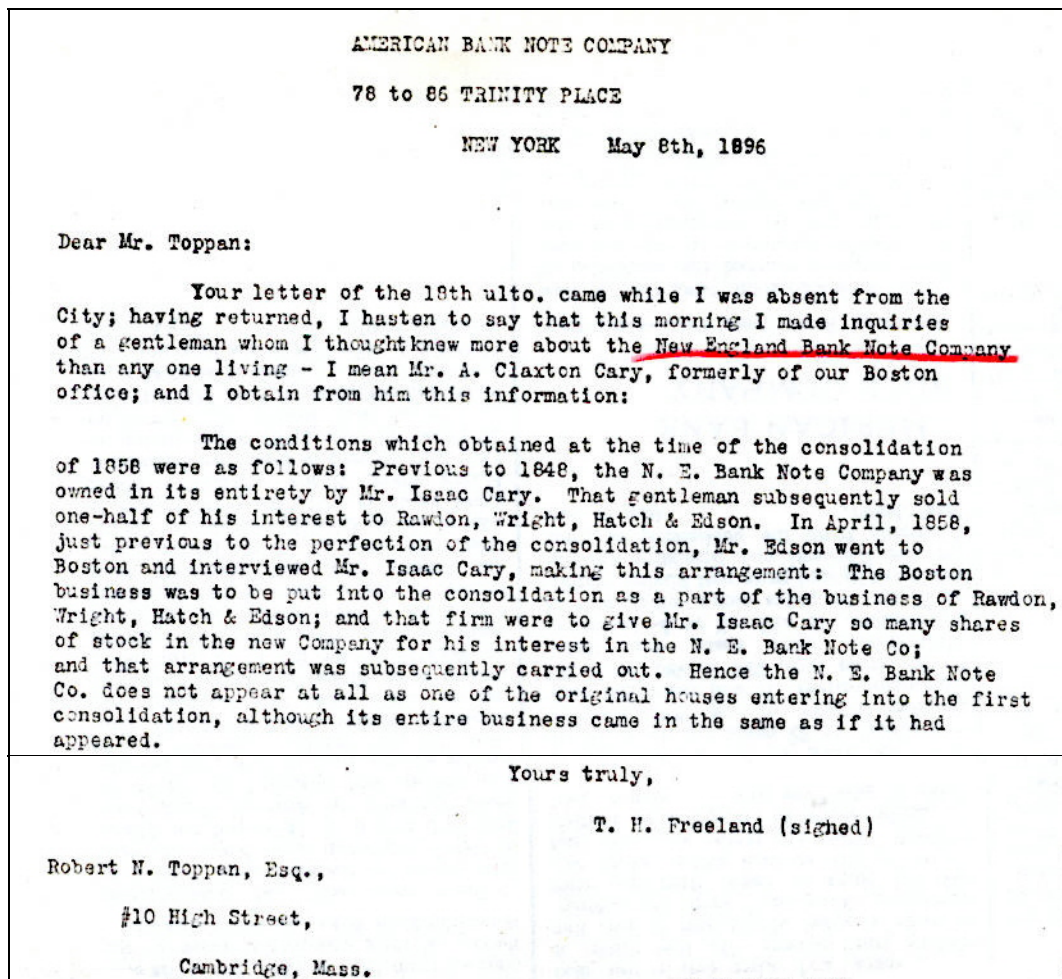 AMERICAN BANK NOTE COMPANY
78 to 86 TRINITY PLACE
NEW YORK May 8th, 1896
Dear Mr. Toppan:
Your letter of the 18th ulto. came while I was absent from the
City; having returned, I hasten to say that this morning I made inquiries
of a gentleman whom I thought knew more about the New England Bank Note Company
than any one living - I mean Mr. A. Claxton Cary, formerly of our Boston
office; and I obtain from him this information:
The conditions which obtained at the time of the consolidation
of 1858 were as follows: Previous to 1848, the N. E. Bank Note Company was
owned in its entirety by Mr. Isaac Cary. That gentleman subsequently sold
one-half of his interest to Rawdon, Wright, Hatch & Edson. In April, 1858,
just previous to the perfection of the consolidation, Mr. Edson went to
Boston and interviewed Mr. Isaac Cary, making this arrangement: The Boston
business was to be put into the consolidation as a part of the business of Rawdon,
Wright, Hatch & Edson; and that firm were to give Mr. Isaac Cary so many shares
of stock in the new Company for his interest in the N. E. Bank Note Co;
and that arrangement was subsequently carried out. Hence the N. E. Bank Note
Co. does not appear at all as one of the original houses entering into the first
consolidation, although its entire business came in the same as if it had
appeared.
Yours truly,
T. H. Freeland (signed)
Robert N. Toppan, Esq.,
#10 High Street,
Cambridge, Mass.